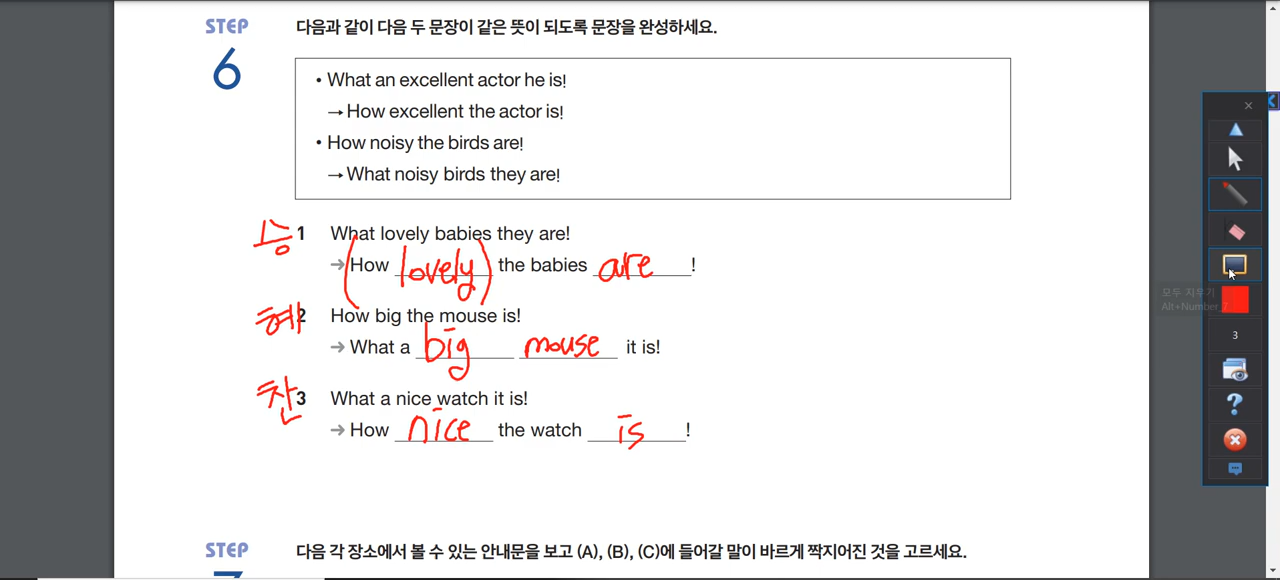 STEP 다음과 같이 다음 두 문장이 같은 뜻이 되도록 문장을 완성하세요.
6
• What an excellent actor he is!
→ How excellent the actor is!
• How noisy the birds are!
→ What noisy birds they are!
승 1 What lovely babies they are!
→ How (lovely) the babies are !
혜 2 How big the mouse is!
→ What a big mouse it is!
찬 3 What a nice watch it is!
→ How nice the watch is !
모두 지우기
Alt+Number 7
3
STEP 다음 각 장소에서 볼 수 있는 안내문을 보고 (A), (B), (C)에 들어갈 말이 바르게 짝지어진 것을 고르세요.